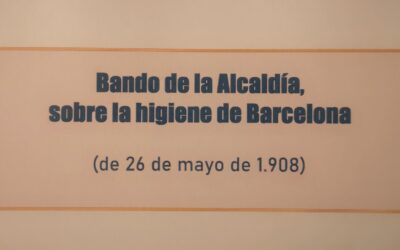 Bando de la Alcaldía,
sobre la higiene de Barcelona
(de 26 de mayo de 1.908)